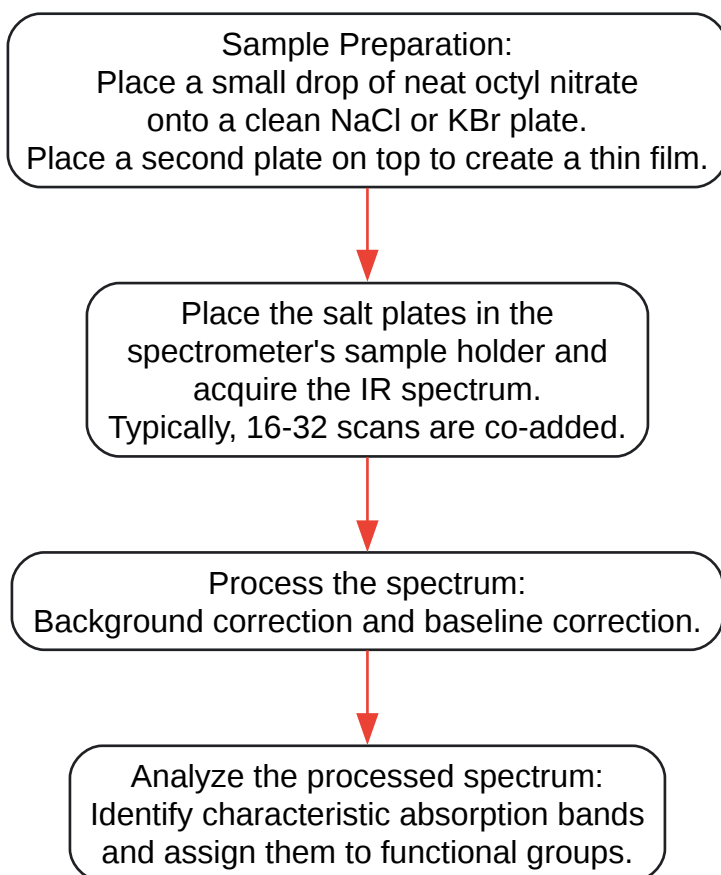 Sample Preparation:
Place a small drop of neat octyl nitrate
onto a clean NaCl or KBr plate.
Place a second plate on top to create a thin film.
Place the salt plates in the
spectrometer's sample holder and
acquire the IR spectrum.
Typically, 16-32 scans are co-added.
Process the spectrum:
Background correction and baseline correction.
Analyze the processed spectrum:
Identify characteristic absorption bands
and assign them to functional groups.